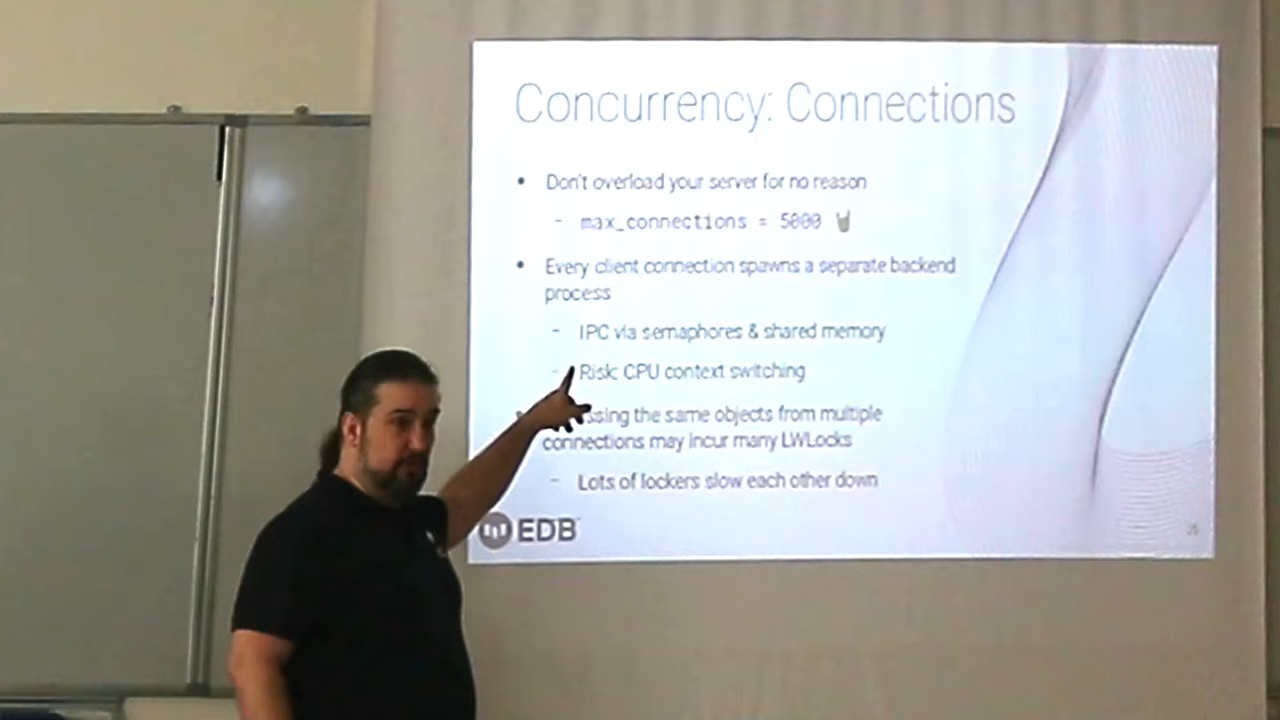 Concurrency: Connections
• Don't overload your server for no reason
- max_connections = 5000 🤘
• Every client connection spawns a separate backend
process
- IPC via semaphores & shared memory
- Risk: CPU context switching
ssing the same objects from multiple
connections may incur many LWLocks
- Lots of lockers slow each other down
EDB